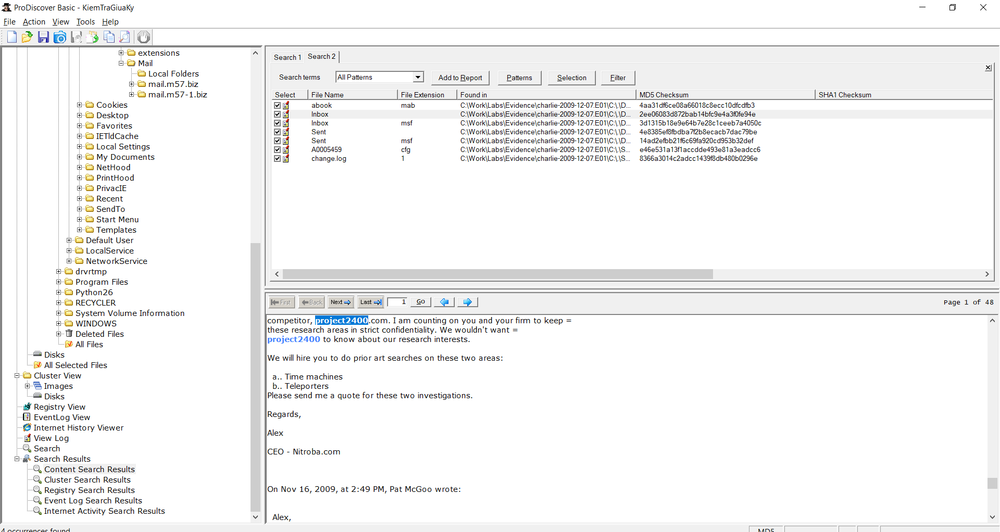 ProDiscover Basic - KiemTraGiuaKy
File Action View Tools Help
extensions
Mail
Local Folders
mail.m57.biz
mail.m57-1.biz
Cookies
Desktop
Favorites
IETldCache
Local Settings
My Documents
NetHood
PrintHood
PrivacIE
Recent
SendTo
Start Menu
Templates
Default User
LocalService
NetworkService
drvrtmp
Program Files
Python26
RECYCLER
System Volume Information
WINDOWS
Deleted Files
All Files
Disks
All Selected Files
Cluster View
Images
Disks
Registry View
EventLog View
Internet History Viewer
View Log
Search
Search Results
Content Search Results
Cluster Search Results
Registry Search Results
Event Log Search Results
Internet Activity Search Results
4 occurrences found
Search 1 Search 2
Search terms All Patterns Add to Report Patterns Selection Filter
Select File Name File Extension Found in MD5 Checksum SHA1 Checksum
abook mab C:\Work\Labs\Evidence\charlie-2009-12-07.E01\C:\.\D... 4aa31df6ce08a66018c8ecc10dfcdfb3
Inbox C:\Work\Labs\Evidence\charlie-2009-12-07.E01\C:\.\D... 2ee06083d872bab14bfc9e4a3f0fe94e
Inbox msf C:\Work\Labs\Evidence\charlie-2009-12-07.E01\C:\.\D... 3d1315b18e9e64b7e28c1ceeb7a4050c
Sent C:\Work\Labs\Evidence\charlie-2009-12-07.E01\C:\.\D... 4e8385ef8fbdba7f2b8ecacb7dac79be
Sent msf C:\Work\Labs\Evidence\charlie-2009-12-07.E01\C:\.\D... 14ad2efbb21f6c69fa920cd953b32def
A0005459 cfg C:\Work\Labs\Evidence\charlie-2009-12-07.E01\C:\.\S... e46e531a13f1accdde493e81a3eadcc6
change.log 1 C:\Work\Labs\Evidence\charlie-2009-12-07.E01\C:\.\S... 8366a3014c2adcc1439f8db480b0296e
First Back Next Last 1 Go Page 1 of 48
competitor, project2400.com. I am counting on you and your firm to keep =
these research areas in strict confidentiality. We wouldn't want =
project2400 to know about our research interests.
We will hire you to do prior art searches on these two areas:
a.. Time machines
b.. Teleporters
Please send me a quote for these two investigations.
Regards,
Alex
CEO - Nitroba.com
On Nov 16, 2009, at 2:49 PM, Pat McGoo wrote:
Alex,
MD5